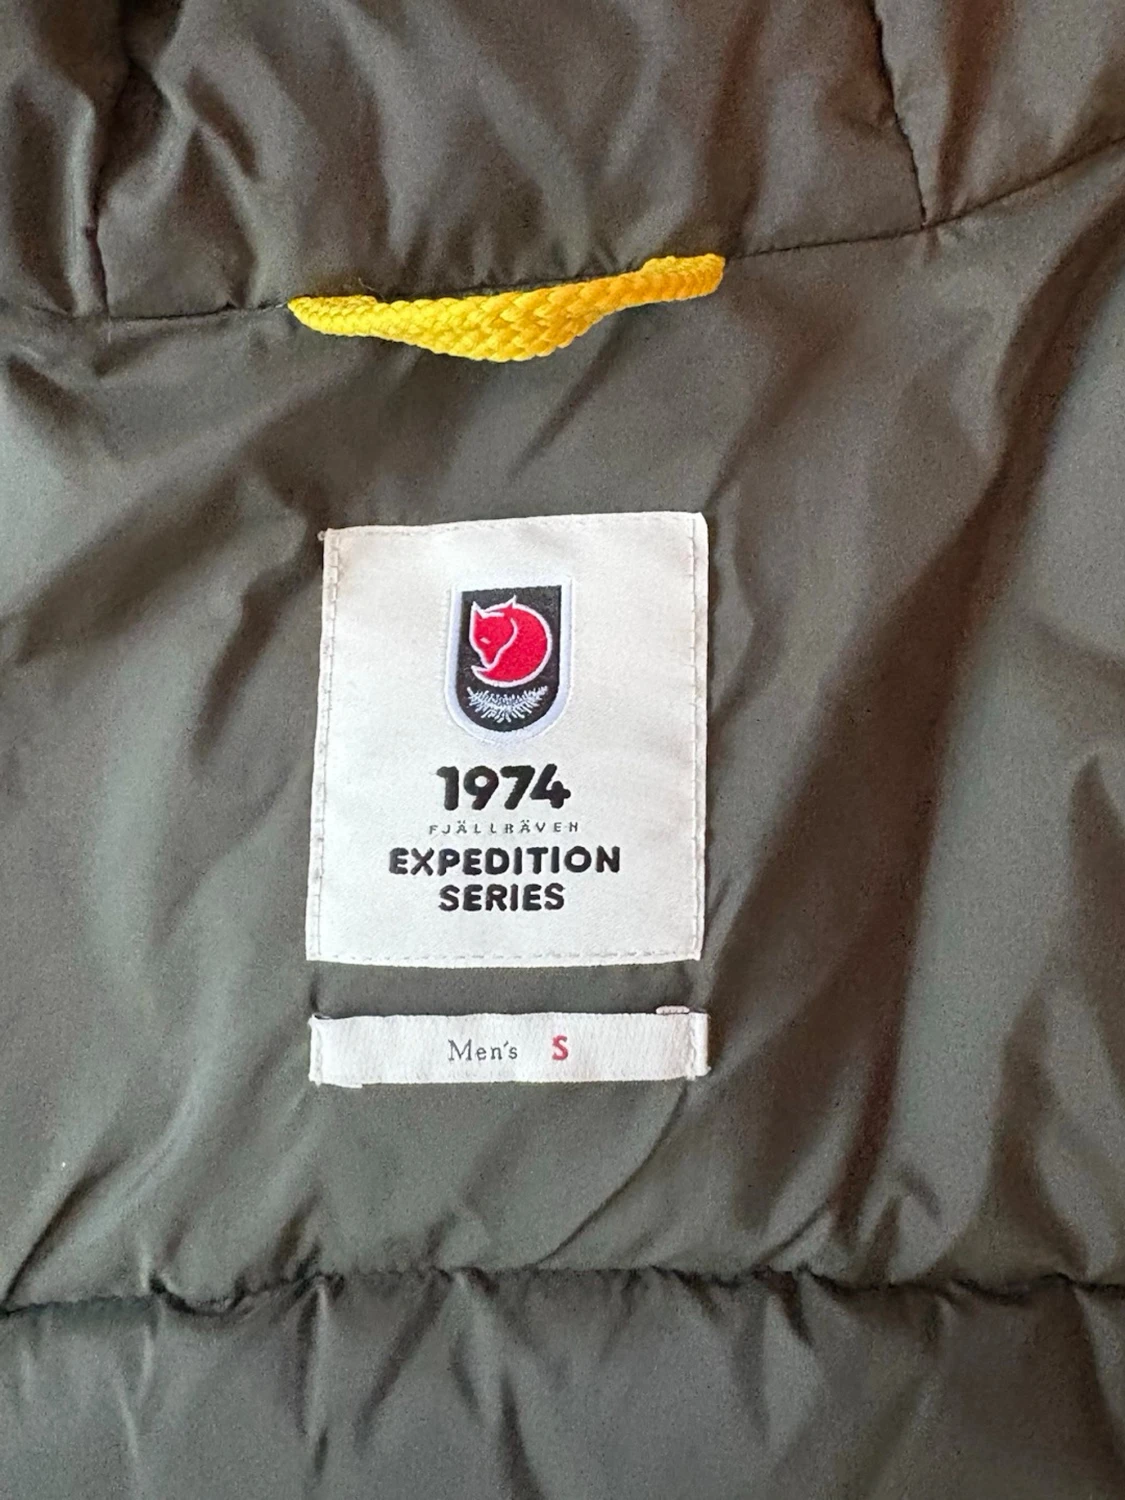 1974
FJÄLLRÄVEN
EXPEDITION
SERIES
Men's S